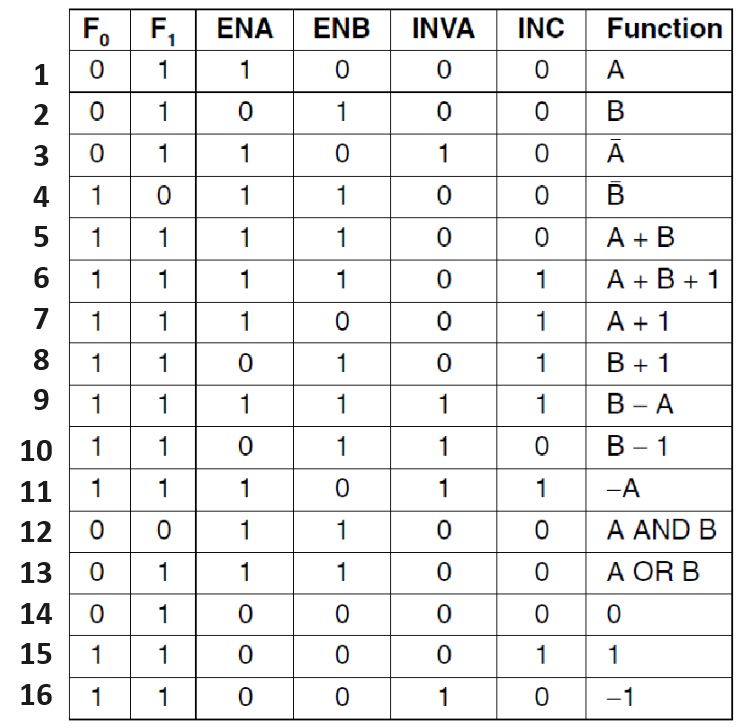 F₀ F₁ ENA ENB INVA INC Function
1 0 1 1 0 0 0 A
2 0 1 0 1 0 0 B
3 0 1 1 0 1 0 Ā
4 1 0 1 1 0 0 B̄
5 1 1 1 1 0 0 A + B
6 1 1 1 1 0 1 A + B + 1
7 1 1 1 0 0 1 A + 1
8 1 1 0 1 0 1 B + 1
9 1 1 1 1 1 1 B − A
10 1 1 0 1 1 0 B − 1
11 1 1 1 0 1 1 −A
12 0 0 1 1 0 0 A AND B
13 0 1 1 1 0 0 A OR B
14 0 1 0 0 0 0 0
15 1 1 0 0 0 1 1
16 1 1 0 0 1 0 −1